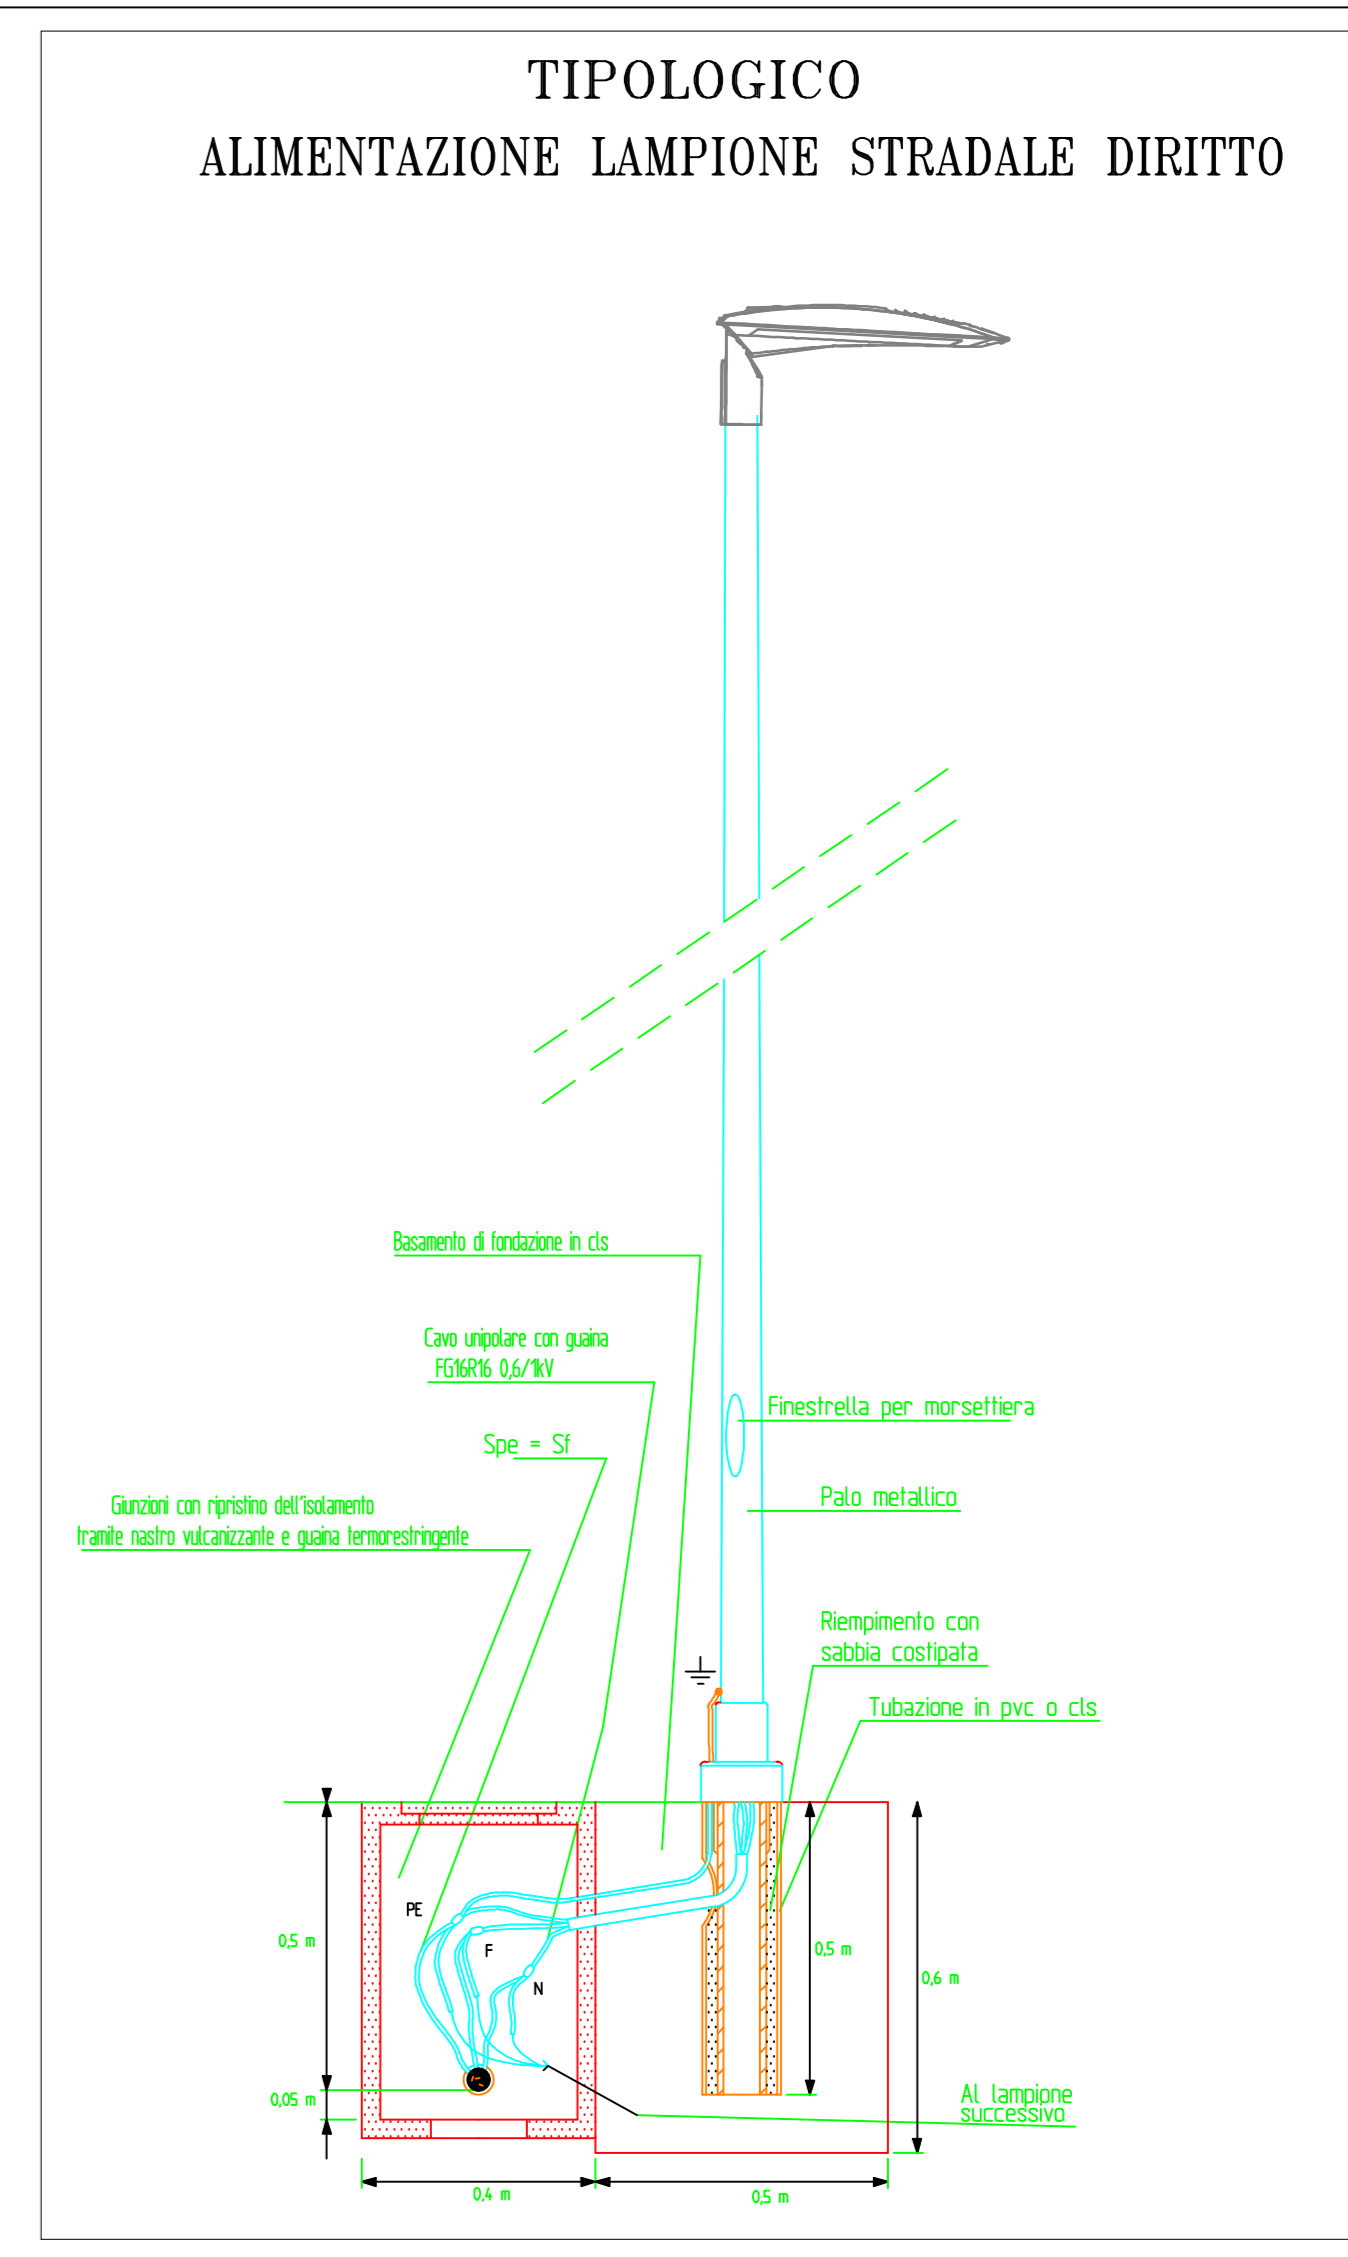 TIPOLOGICO
ALIMENTAZIONE LAMPIONE STRADALE DIRITTO
Basamento di fondazione in cls
Cavo unipolare con guaina
FG16R16 0,6/1kV
Finestrella per morsettiera
Spe = Sf
Palo metallico
Giunzioni con ripristino dell'isolamento
tramite nastro vulcanizzante e guaina termorestringente
Riempimento con
sabbia costipata
Tubazione in pvc o cls
PE
F
N
0,5 m
0,5 m
0,6 m
0,05 m
Al lampione
successivo
0,4 m
0,5 m